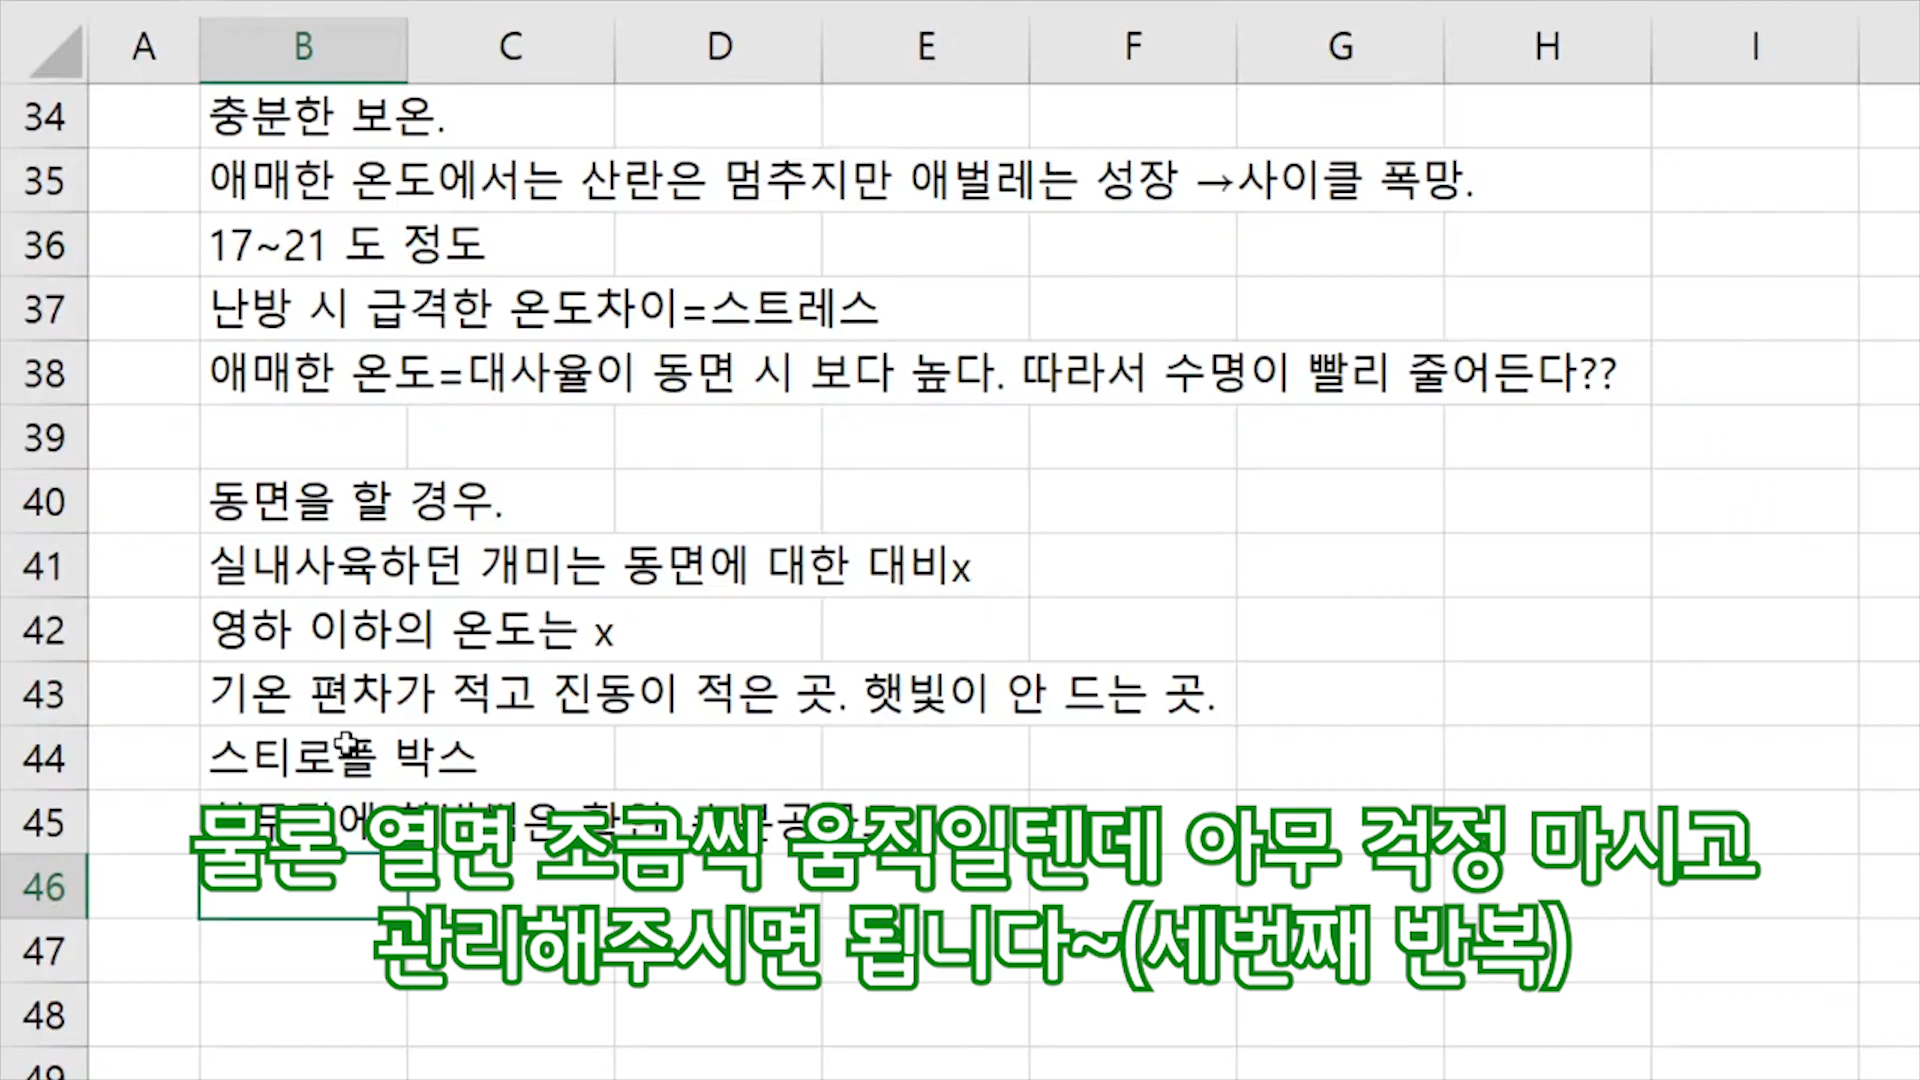 A B C D E F G H I
34 충분한 보온.
35 애매한 온도에서는 산란은 멈추지만 애벌레는 성장 →사이클 폭망.
36 17~21 도 정도
37 난방 시 급격한 온도차이=스트레스
38 애매한 온도=대사율이 동면 시 보다 높다. 따라서 수명이 빨리 줄어든다??
39
40 동면을 할 경우.
41 실내사육하던 개미는 동면에 대한 대비x
42 영하 이하의 온도는 x
43 기온 편차가 적고 진동이 적은 곳. 햇빛이 안 드는 곳.
44 스티로폴 박스
45
46
47
48
49
물론 열면 조금씩 움직일텐데 아무 걱정 마시고
관리해주시면 됩니다~(세번째 반복)